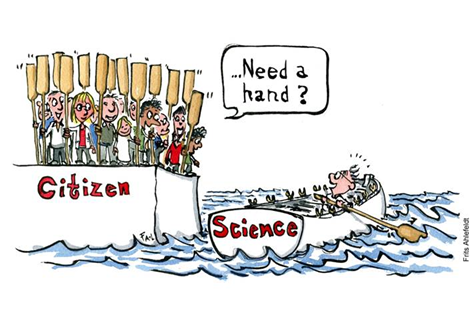 ...Need a
hand?
Citizen
Science
Frits Ahlefeldt